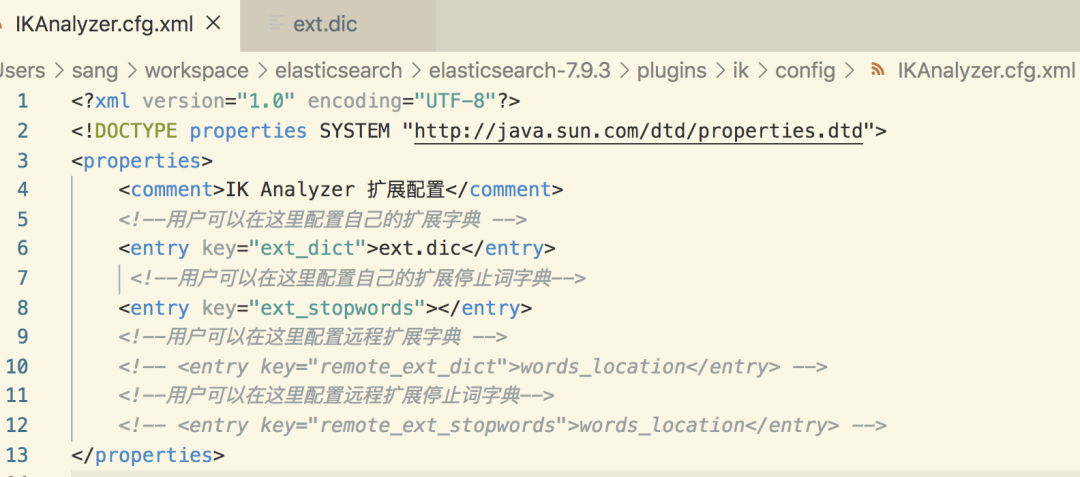 IKAnalyzer.cfg.xml × ext.dic
Users > sang > workspace > elasticsearch > elasticsearch-7.9.3 > plugins > ik > config > IKAnalyzer.cfg.xml
1 <?xml version="1.0" encoding="UTF-8"?>
2 <!DOCTYPE properties SYSTEM "http://java.sun.com/dtd/properties.dtd">
3 <properties>
4 <comment>IK Analyzer 扩展配置</comment>
5 <!--用户可以在这里配置自己的扩展字典 -->
6 <entry key="ext_dict">ext.dic</entry>
7 <!--用户可以在这里配置自己的扩展停止词字典-->
8 <entry key="ext_stopwords"></entry>
9 <!--用户可以在这里配置远程扩展字典 -->
10 <!-- <entry key="remote_ext_dict">words_location</entry> -->
11 <!--用户可以在这里配置远程扩展停止词字典-->
12 <!-- <entry key="remote_ext_stopwords">words_location</entry> -->
13 </properties>